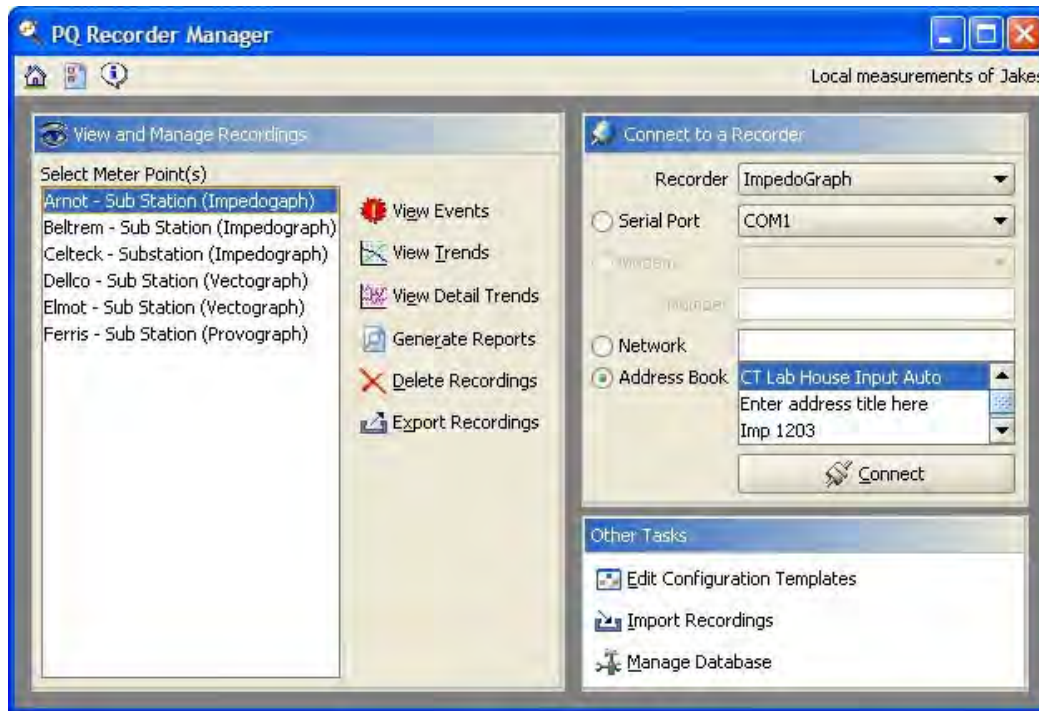 PQ Recorder Manager
Local measurements of Jakes
View and Manage Recordings
Select Meter Point(s)
Arnot - Sub Station (Impedogaph)
Beltrem - Sub Station (Impedograph)
Celteck - Substation (Impedograph)
Dellco - Sub Station (Vectograph)
Elmot - Sub Station (Vectograph)
Ferris - Sub Station (Provograph)
View Events
View Trends
View Detail Trends
Generate Reports
Delete Recordings
Export Recordings
Connect to a Recorder
Recorder ImpedoGraph
Serial Port COM1
Modem
Number
Network
Address Book CT Lab House Input Auto
Enter address title here
Imp 1203
Connect
Other Tasks
Edit Configuration Templates
Import Recordings
Manage Database